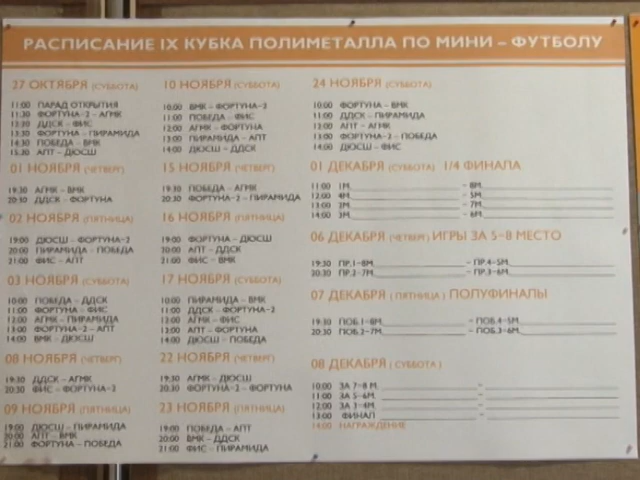 РАСПИСАНИЕ IX КУБКА ПОЛИМЕТАЛЛА ПО МИНИ – ФУТБОЛУ
27 ОКТЯБРЯ (СУББОТА)
11:00 ПАРАД ОТКРЫТИЯ
11:30 ФОРТУНА-2 – АГМК
12:30 ДДСК – ФИС
13:30 ФОРТУНА – ПИРАМИДА
14:30 ПОБЕДА – ВМК
15:30 АПТ – ДЮСШ
01 НОЯБРЯ (ЧЕТВЕРГ)
19:30 АГМК – ВМК
20:30 ДДСК – ФОРТУНА
02 НОЯБРЯ (ПЯТНИЦА)
19:00 ДЮСШ – ФОРТУНА-2
20:00 ПИРАМИДА – ПОБЕДА
21:00 ФИС – АПТ
03 НОЯБРЯ (СУББОТА)
10:00 ПОБЕДА – ДДСК
11:00 ФОРТУНА – ФИС
12:00 АГМК – ПИРАМИДА
13:00 ФОРТУНА-2 – АПТ
14:00 ВМК – ДЮСШ
08 НОЯБРЯ (ЧЕТВЕРГ)
19:30 ДДСК – АГМК
20:30 ФИС – ФОРТУНА-2
09 НОЯБРЯ (ПЯТНИЦА)
19:00 ДЮСШ – ПИРАМИДА
20:00 АПТ – ВМК
21:00 ФОРТУНА – ПОБЕДА
10 НОЯБРЯ (СУББОТА)
10:00 ВМК – ФОРТУНА-2
11:00 ПОБЕДА – ФИС
12:00 АГМК – ФОРТУНА
13:00 ПИРАМИДА – АПТ
14:00 ДЮСШ – ДДСК
15 НОЯБРЯ (ЧЕТВЕРГ)
19:30 ПОБЕДА – АГМК
20:30 ФОРТУНА-2 – ПИРАМИДА
16 НОЯБРЯ (ПЯТНИЦА)
19:00 ФОРТУНА – ДЮСШ
20:00 АПТ – ДДСК
21:00 ФИС – ВМК
17 НОЯБРЯ (СУББОТА)
10:00 ПИРАМИДА – ВМК
11:00 ДДСК – ФОРТУНА-2
12:00 АГМК – ФИС
13:00 АПТ – ФОРТУНА
14:00 ДЮСШ – ПОБЕДА
22 НОЯБРЯ (ЧЕТВЕРГ)
19:30 АГМК – ДЮСШ
20:30 ФОРТУНА-2 – ФОРТУНА
23 НОЯБРЯ (ПЯТНИЦА)
19:00 ПОБЕДА – АПТ
20:00 ВМК – ДДСК
21:00 ФИС – ПИРАМИДА
24 НОЯБРЯ (СУББОТА)
10:00 ФОРТУНА – ВМК
11:00 ДДСК – ПИРАМИДА
12:00 АПТ – АГМК
13:00 ФОРТУНА-2 – ПОБЕДА
14:00 ДЮСШ – ФИС
01 ДЕКАБРЯ (СУББОТА) 1/4 ФИНАЛА
11:00 1М – 8М
12:00 4М – 5М
13:00 2М – 7М
14:00 3М – 6М
06 ДЕКАБРЯ (ЧЕТВЕРГ) ИГРЫ ЗА 5-8 МЕСТО
19:30 ПР.1-8М – ПР.4-5М
20:30 ПР.2-7М – ПР.3-6М
07 ДЕКАБРЯ (ПЯТНИЦА) ПОЛУФИНАЛЫ
19:30 ПОБ.1-8М – ПОБ.4-5М
20:30 ПОБ.2-7М – ПОБ.3-6М
08 ДЕКАБРЯ (СУББОТА)
10:00 ЗА 7-8 М –
11:00 ЗА 5-6М –
12:00 ЗА 3-4М –
13:00 ФИНАЛ –
14:00 НАГРАЖДЕНИЕ